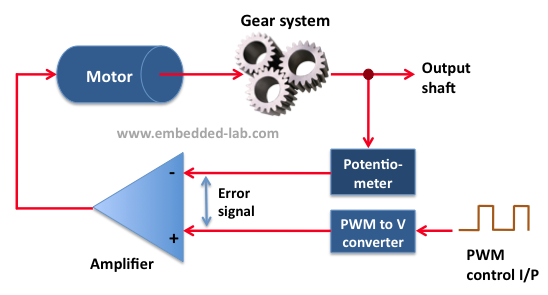 Gear system
Motor
Output
shaft
www.embedded-lab.com
Potentio-
meter
-
Error
signal
+
PWM to V
converter
Amplifier
PWM
control I/P